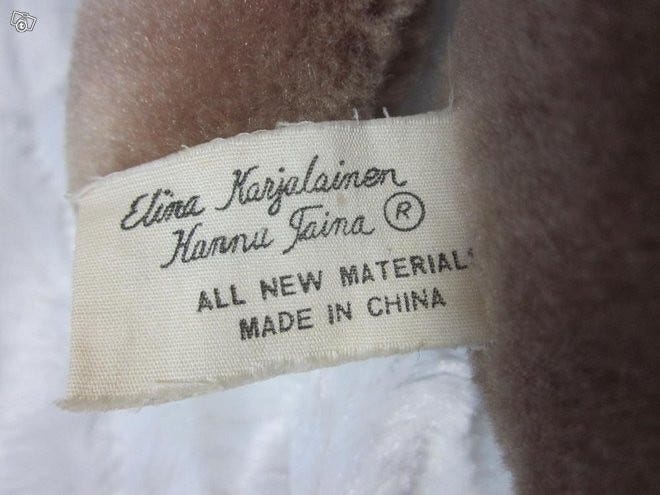 Elina Karjalainen
Hannu Taina ®
ALL NEW MATERIAL
MADE IN CHINA